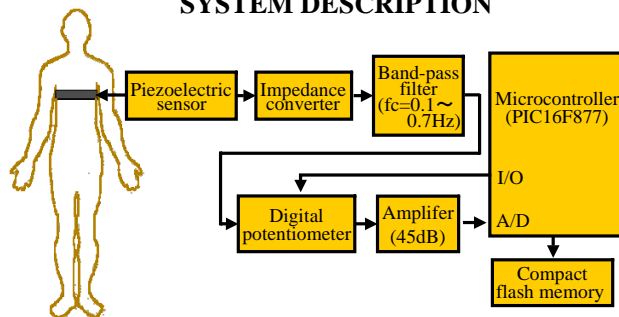 SYSTEM DESCRIPTION
Piezoelectric
sensor
Impedance
converter
Band-pass
filter
(fc=0.1～
0.7Hz)
Microcontroller
(PIC16F877)
I/O
A/D
Digital
potentiometer
Amplifer
(45dB)
Compact
flash memory